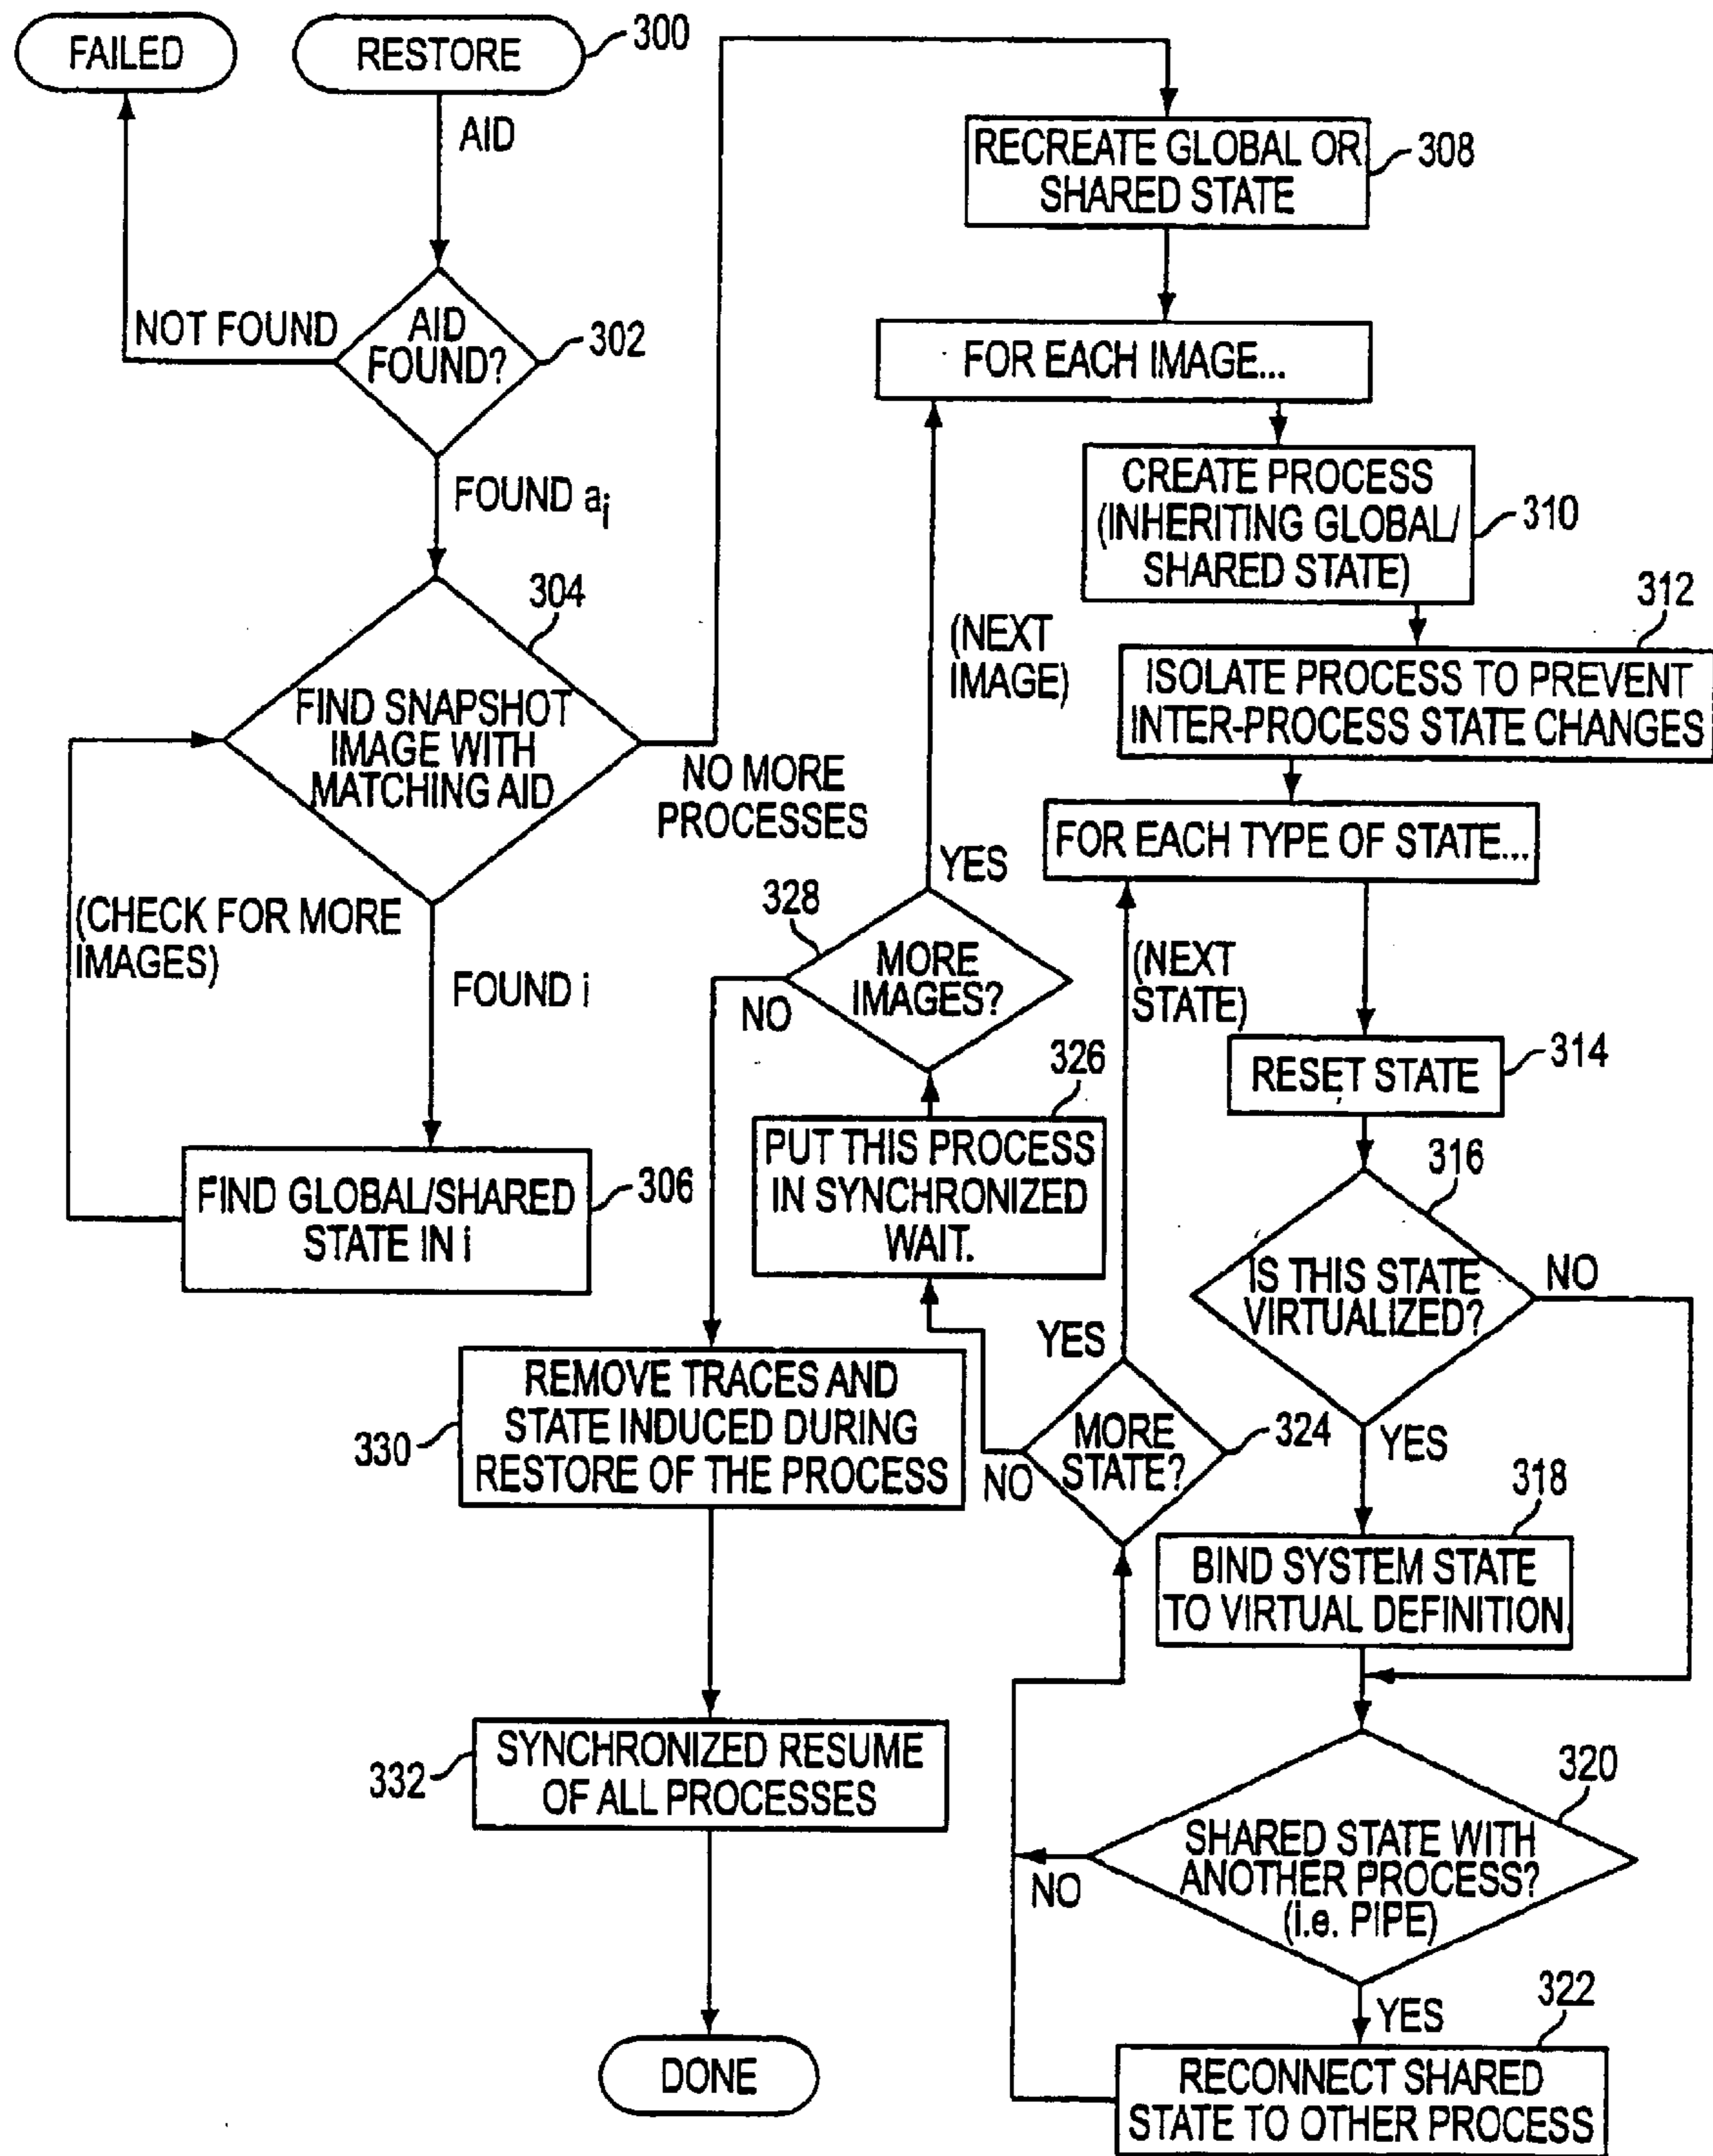 FAILED
RESTORE
300
AID
AID
FOUND?
302
NOT FOUND
FOUND ai
304
FIND SNAPSHOT
IMAGE WITH
MATCHING AID
NO MORE
PROCESSES
(CHECK FOR MORE
IMAGES)
FOUND i
FIND GLOBAL/SHARED
STATE IN i
306
RECREATE GLOBAL OR
SHARED STATE
308
FOR EACH IMAGE...
CREATE PROCESS
(INHERITING GLOBAL/
SHARED STATE)
310
312
ISOLATE PROCESS TO PREVENT
INTER-PROCESS STATE CHANGES
FOR EACH TYPE OF STATE...
(NEXT
IMAGE)
YES
328
MORE
IMAGES?
NO
(NEXT
STATE)
326
PUT THIS PROCESS
IN SYNCHRONIZED
WAIT.
RESET STATE
314
316
IS THIS STATE
VIRTUALIZED?
NO
YES
YES
MORE
STATE?
324
NO
318
BIND SYSTEM STATE
TO VIRTUAL DEFINITION
330
REMOVE TRACES AND
STATE INDUCED DURING
RESTORE OF THE PROCESS
332
SYNCHRONIZED RESUME
OF ALL PROCESSES
320
SHARED STATE WITH
ANOTHER PROCESS?
(i.e. PIPE)
NO
YES
322
RECONNECT SHARED
STATE TO OTHER PROCESS
DONE